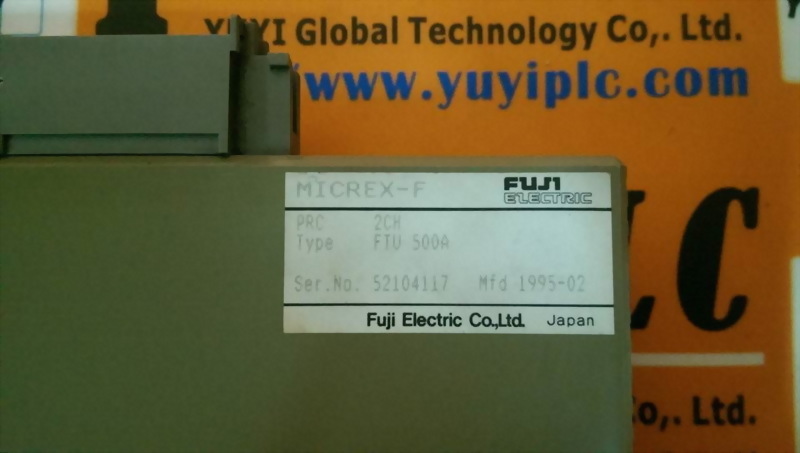 YUYI Global Technology Co,. Ltd.
www.yuyiplc.com
MICREX-F
FUJI
ELECTRIC
PRC 2CH
Type FTU 500A
Ser.No. 52104117 Mfd 1995-02
Fuji Electric Co.,Ltd. Japan
LC
Co,. Ltd.